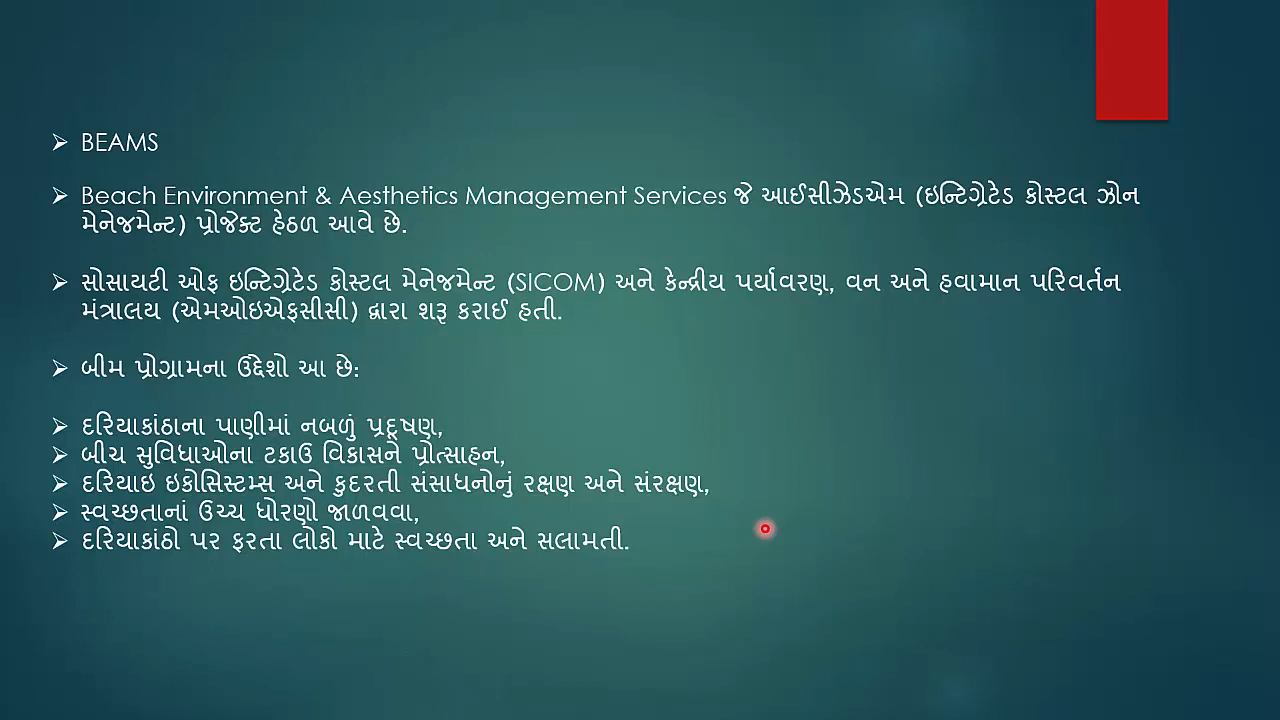 BEAMS
Beach Environment & Aesthetics Management Services જે આઈસીઝેડએમ (ઇન્ટિગ્રેટેડ કોસ્ટલ ઝોન
મેનેજમેન્ટ) પ્રોજેક્ટ હેઠળ આવે છે.
સોસાયટી ઓફ ઇન્ટિગ્રેટેડ કોસ્ટલ મેનેજમેન્ટ (SICOM) અને કેન્દ્રીય પર્યાવરણ, વન અને હવામાન પરિવર્તન
મંત્રાલય (એમઓઇએફસીસી) દ્વારા શરૂ કરાઈ હતી.
બીમ પ્રોગ્રામના ઉદ્દેશો આ છે:
દરિયાકાંઠાના પાણીમાં નબળું પ્રદૂષણ,
બીચ સુવિધાઓના ટકાઉ વિકાસને પ્રોત્સાહન,
દરિયાઇ ઇકોસિસ્ટમ્સ અને કુદરતી સંસાધનોનું રક્ષણ અને સંરક્ષણ,
સ્વચ્છતાનાં ઉચ્ચ ધોરણો જાળવવા,
દરિયાકાંઠો પર ફરતા લોકો માટે સ્વચ્છતા અને સલામતી.